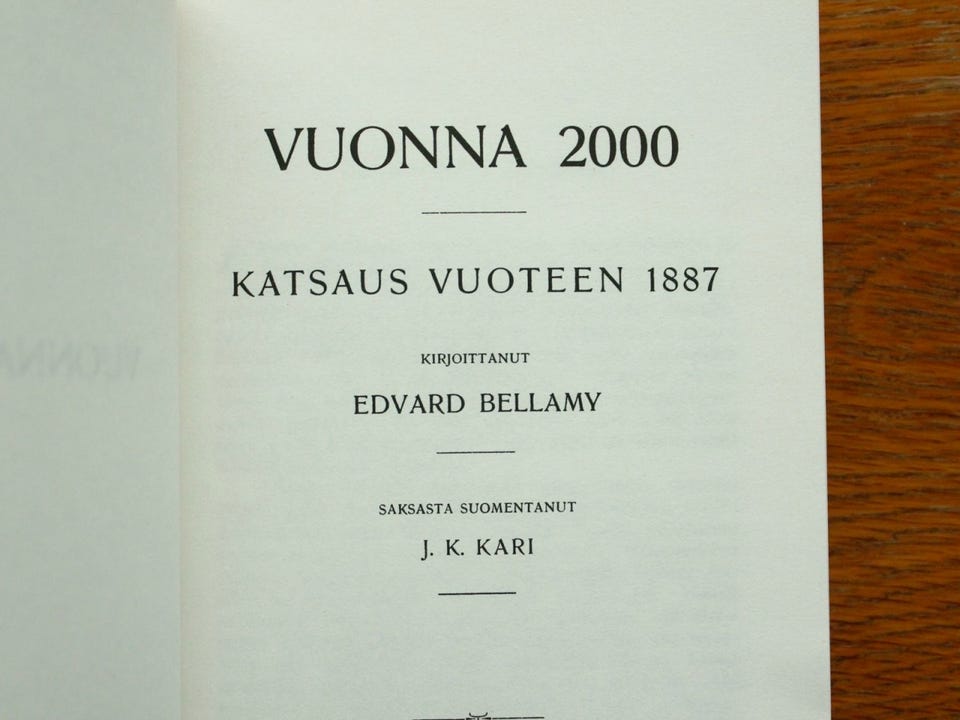 VUONNA 2000
KATSAUS VUOTEEN 1887
KIRJOITTANUT
EDVARD BELLAMY
SAKSASTA SUOMENTANUT
J. K. KARI